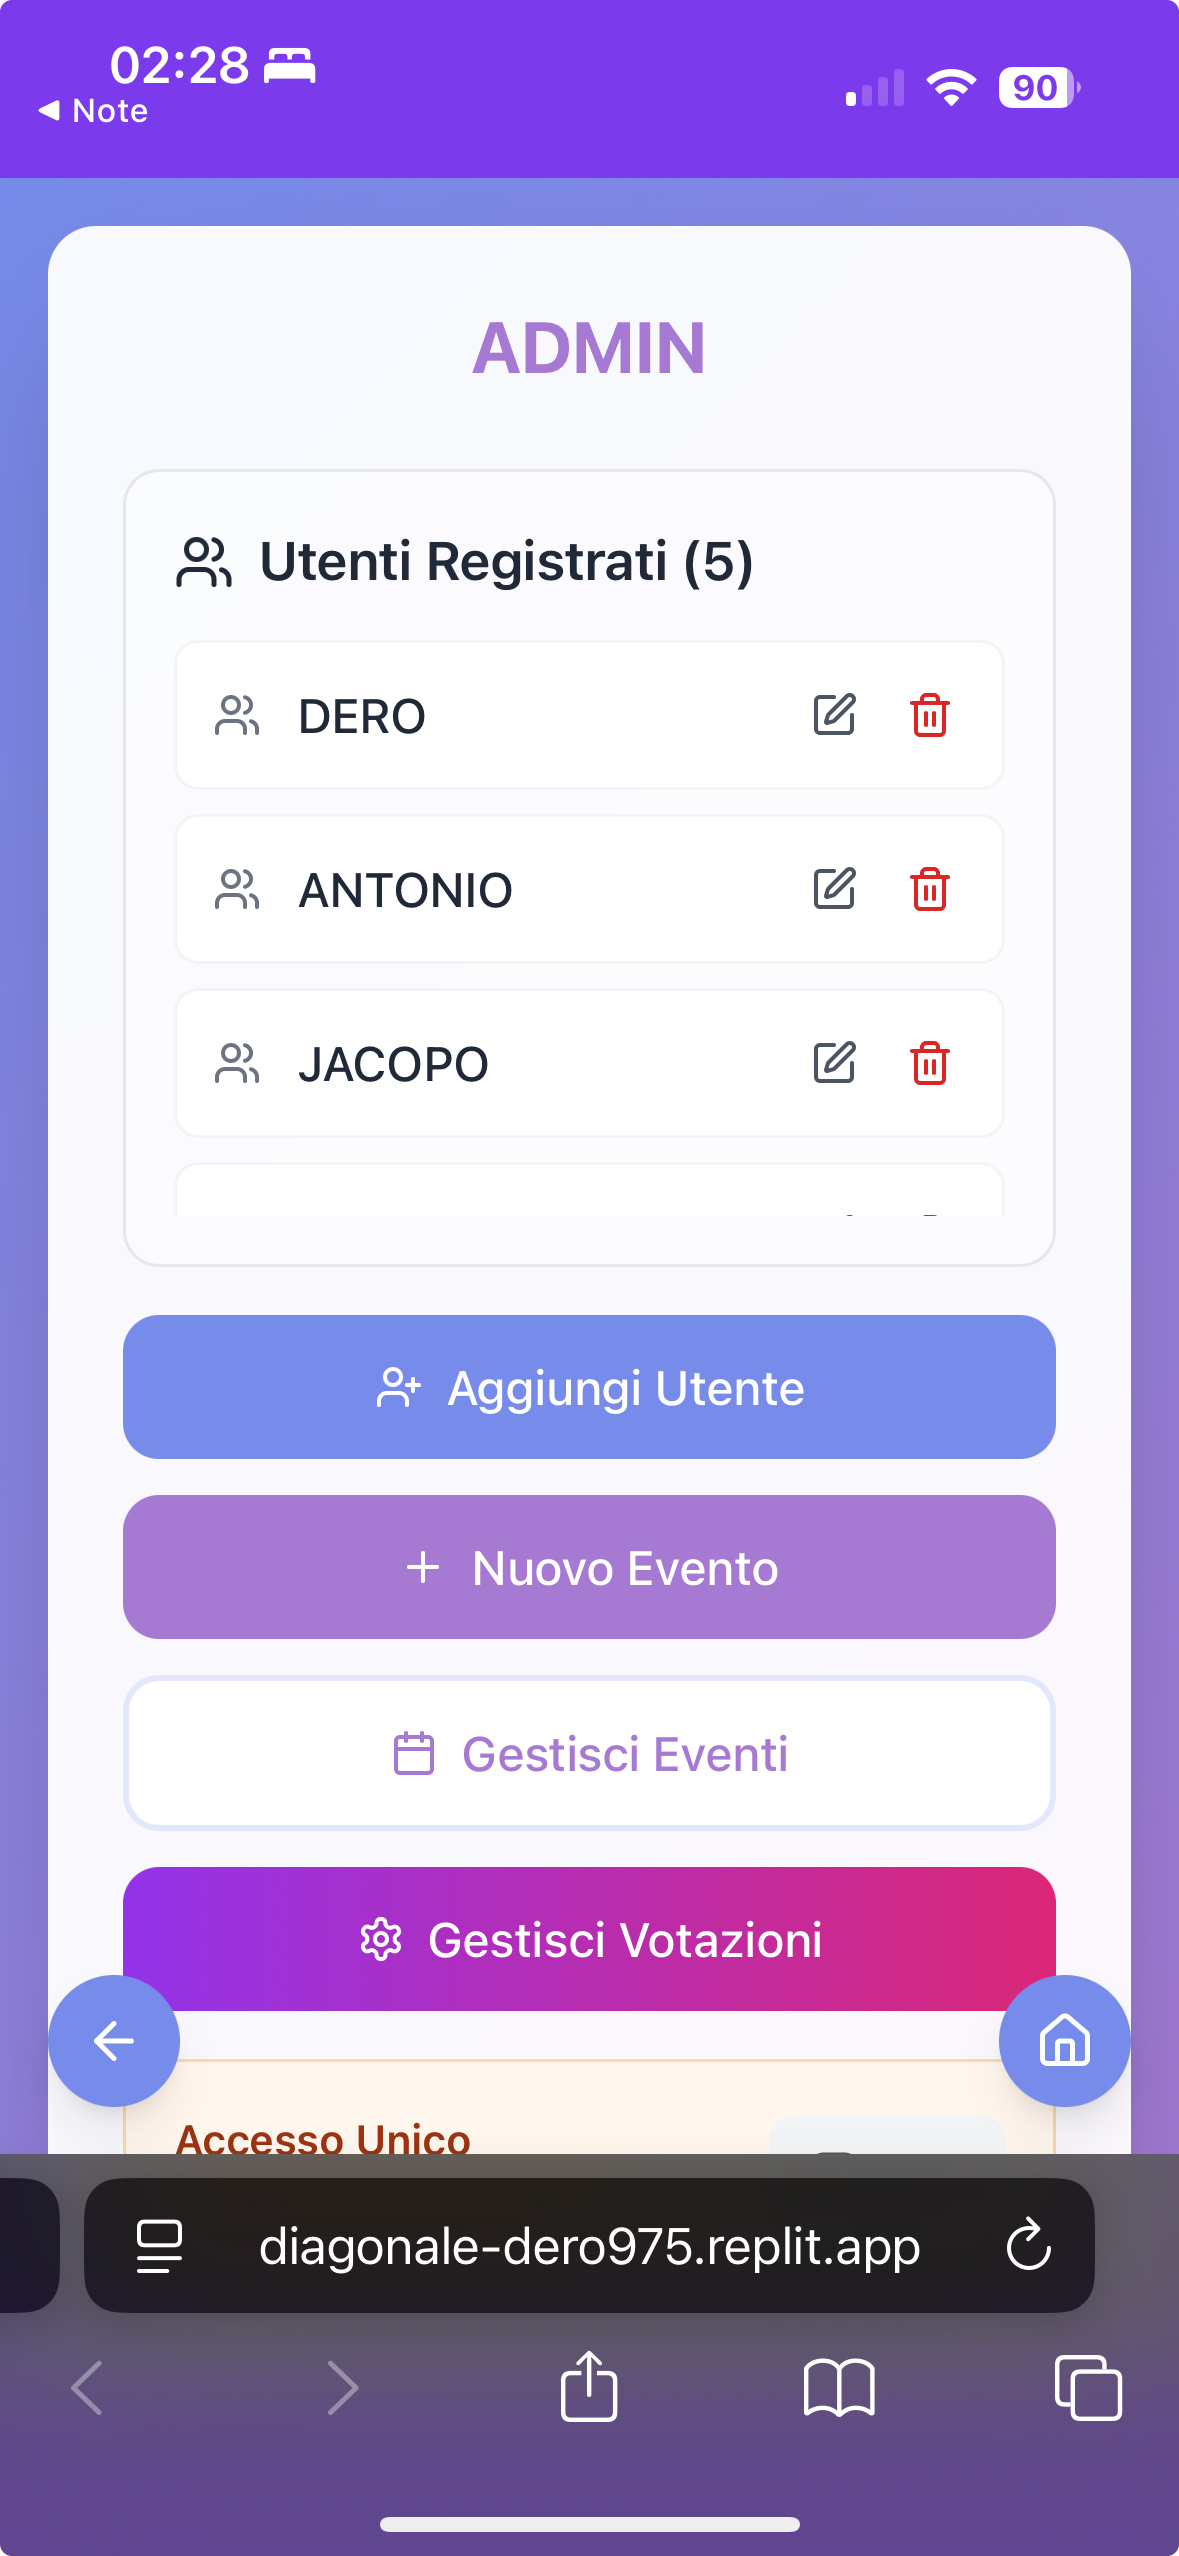 02:28
Note
90
ADMIN
Utenti Registrati (5)
DERO
ANTONIO
JACOPO
Aggiungi Utente
Nuovo Evento
Gestisci Eventi
Gestisci Votazioni
Accesso Unico
diagonale-dero975.replit.app